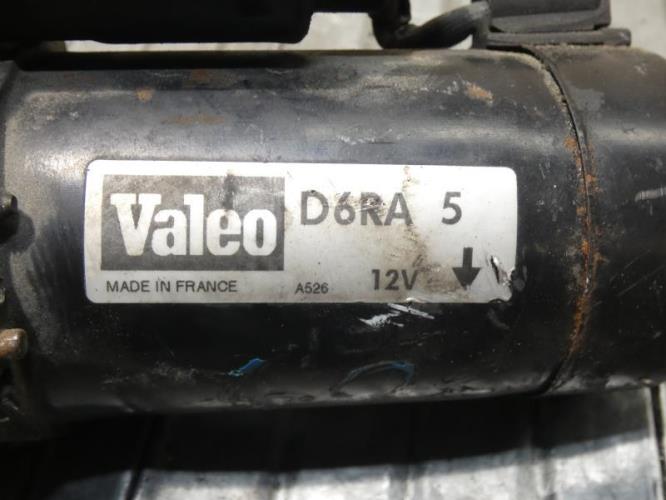 Valeo D6RA 5
MADE IN FRANCE A526 12V